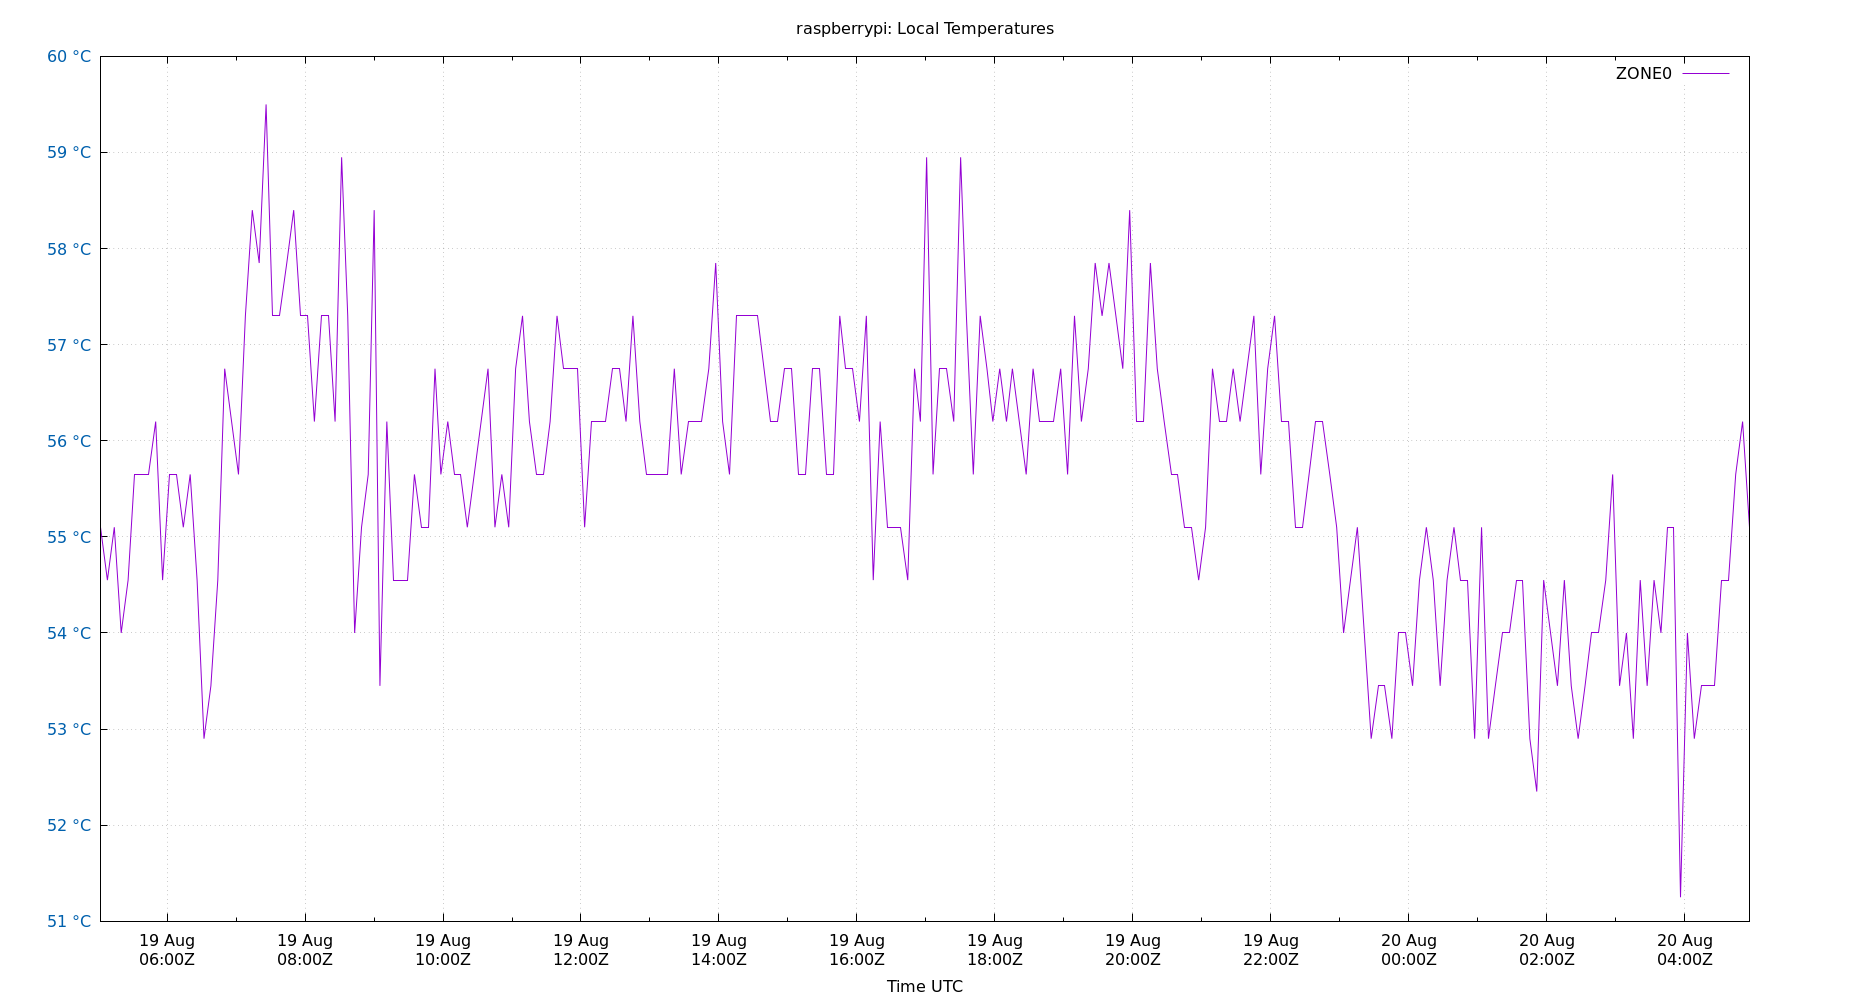 raspberrypi: Local Temperatures
60 °C
ZONE0
59 °C
58 °C
57 °C
56 °C
55 °C
54 °C
53 °C
52 °C
51 °C
19 Aug 19 Aug 19 Aug 19 Aug 19 Aug 19 Aug 19 Aug 19 Aug 19 Aug 20 Aug 20 Aug 20 Aug
06:00Z 08:00Z 10:00Z 12:00Z 14:00Z 16:00Z 18:00Z 20:00Z 22:00Z 00:00Z 02:00Z 04:00Z
Time UTC